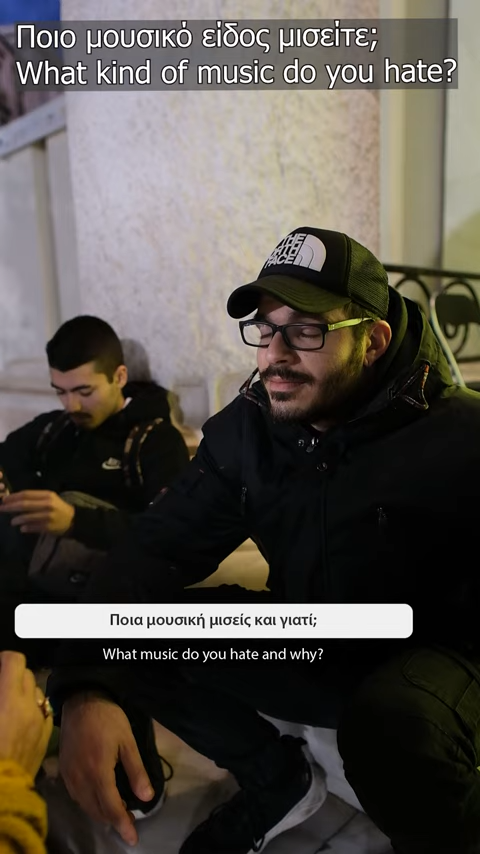 Ποιο μουσικό είδος μισείτε;
What kind of music do you hate?
THE
NORTH
FACE
Ποια μουσική μισείς και γιατί;
What music do you hate and why?